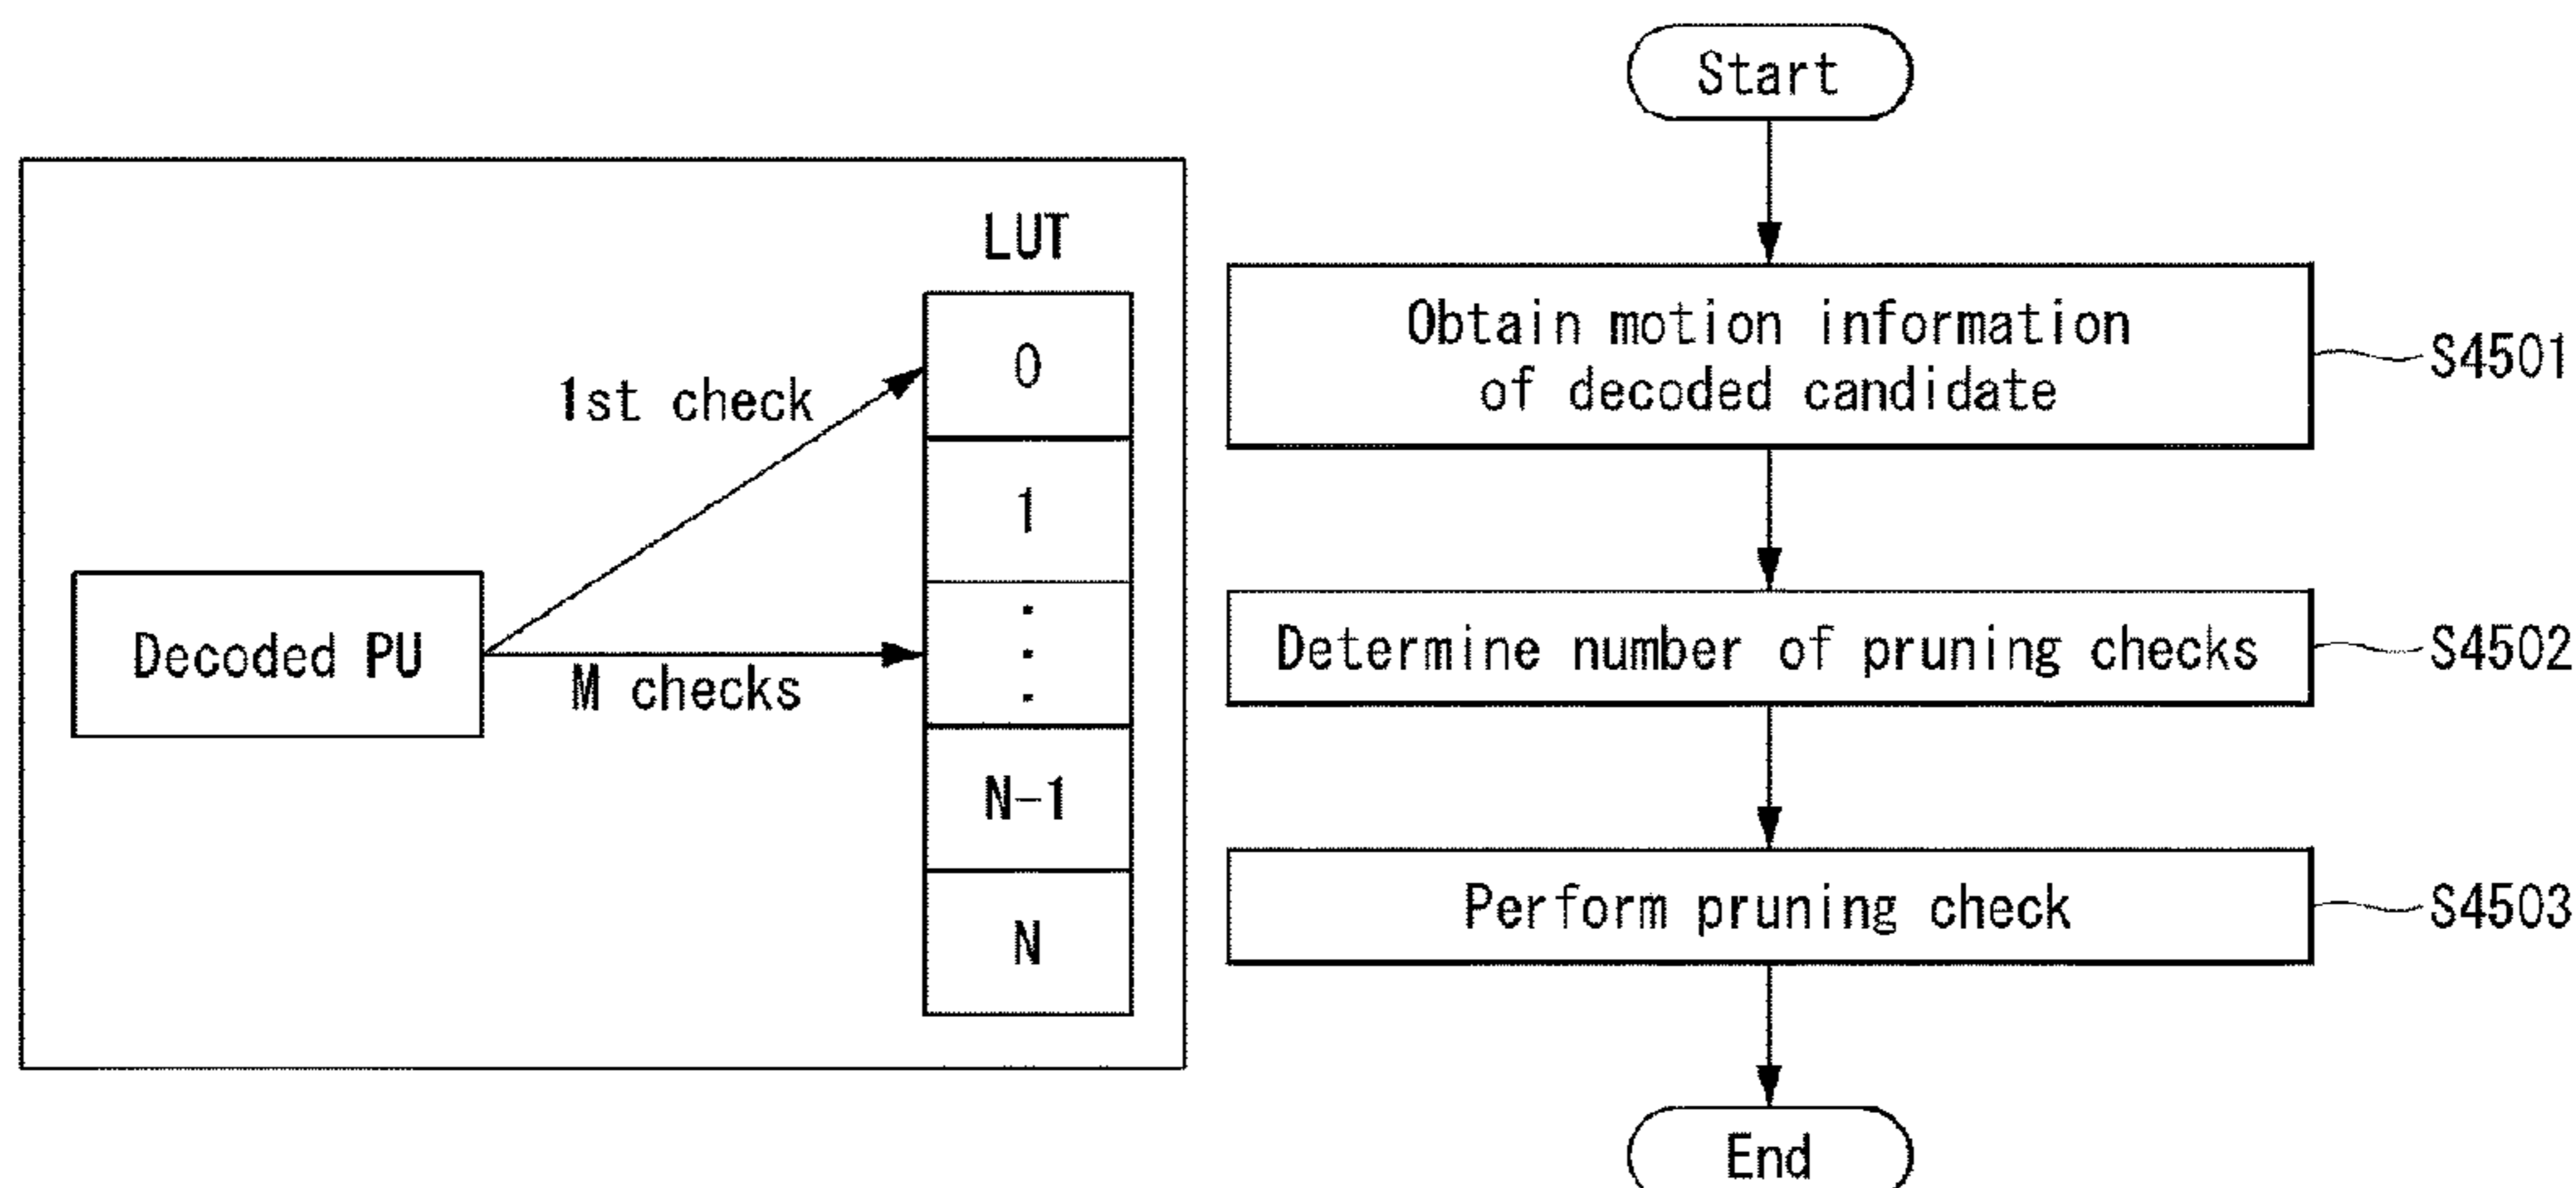 LUT
0
1st check
1
Decoded PU
M checks
N-1
N
Start
Obtain motion information
of decoded candidate
S4501
Determine number of pruning checks
S4502
Perform pruning check
S4503
End